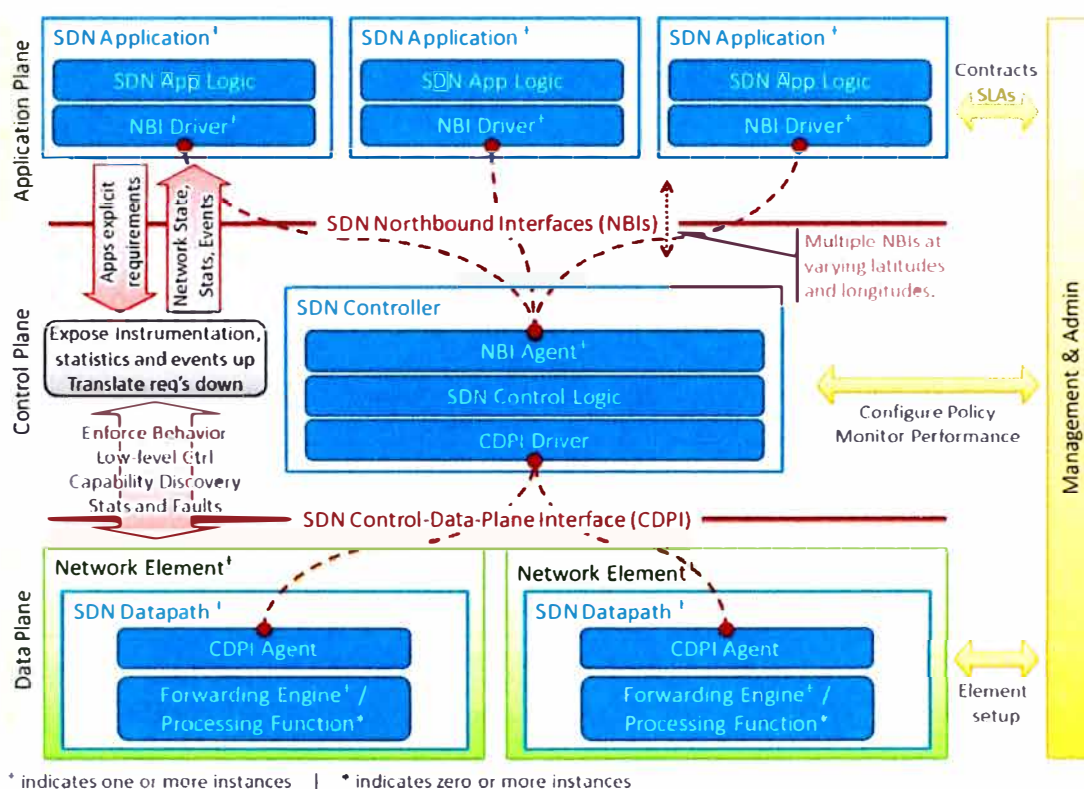 Application Plane
SDN Application⁺
SDN App Logic
NBI Driver⁺
SDN Application⁺
SDN App Logic
NBI Driver⁺
SDN Application⁺
SDN App Logic
NBI Driver⁺
Contracts
SLAs
Apps explicit
requirements
Network State,
Stats, Events
SDN Northbound Interfaces (NBIs)
Multiple NBIs at
varying latitudes
and longitudes.
Control Plane
Expose Instrumentation,
statistics and events up
Translate req's down
SDN Controller
NBI Agent⁺
SDN Control Logic
CDPI Driver
Configure Policy
Monitor Performance
Enforce Behavior
Low-level Ctrl
Capability Discovery
Stats and Faults
SDN Control-Data-Plane Interface (CDPI)
Data Plane
Network Element⁺
SDN Datapath⁺
CDPI Agent
Forwarding Engine⁺ /
Processing Function*
Network Element⁺
SDN Datapath⁺
CDPI Agent
Forwarding Engine⁺ /
Processing Function*
Element
setup
Management & Admin
⁺ indicates one or more instances | * indicates zero or more instances